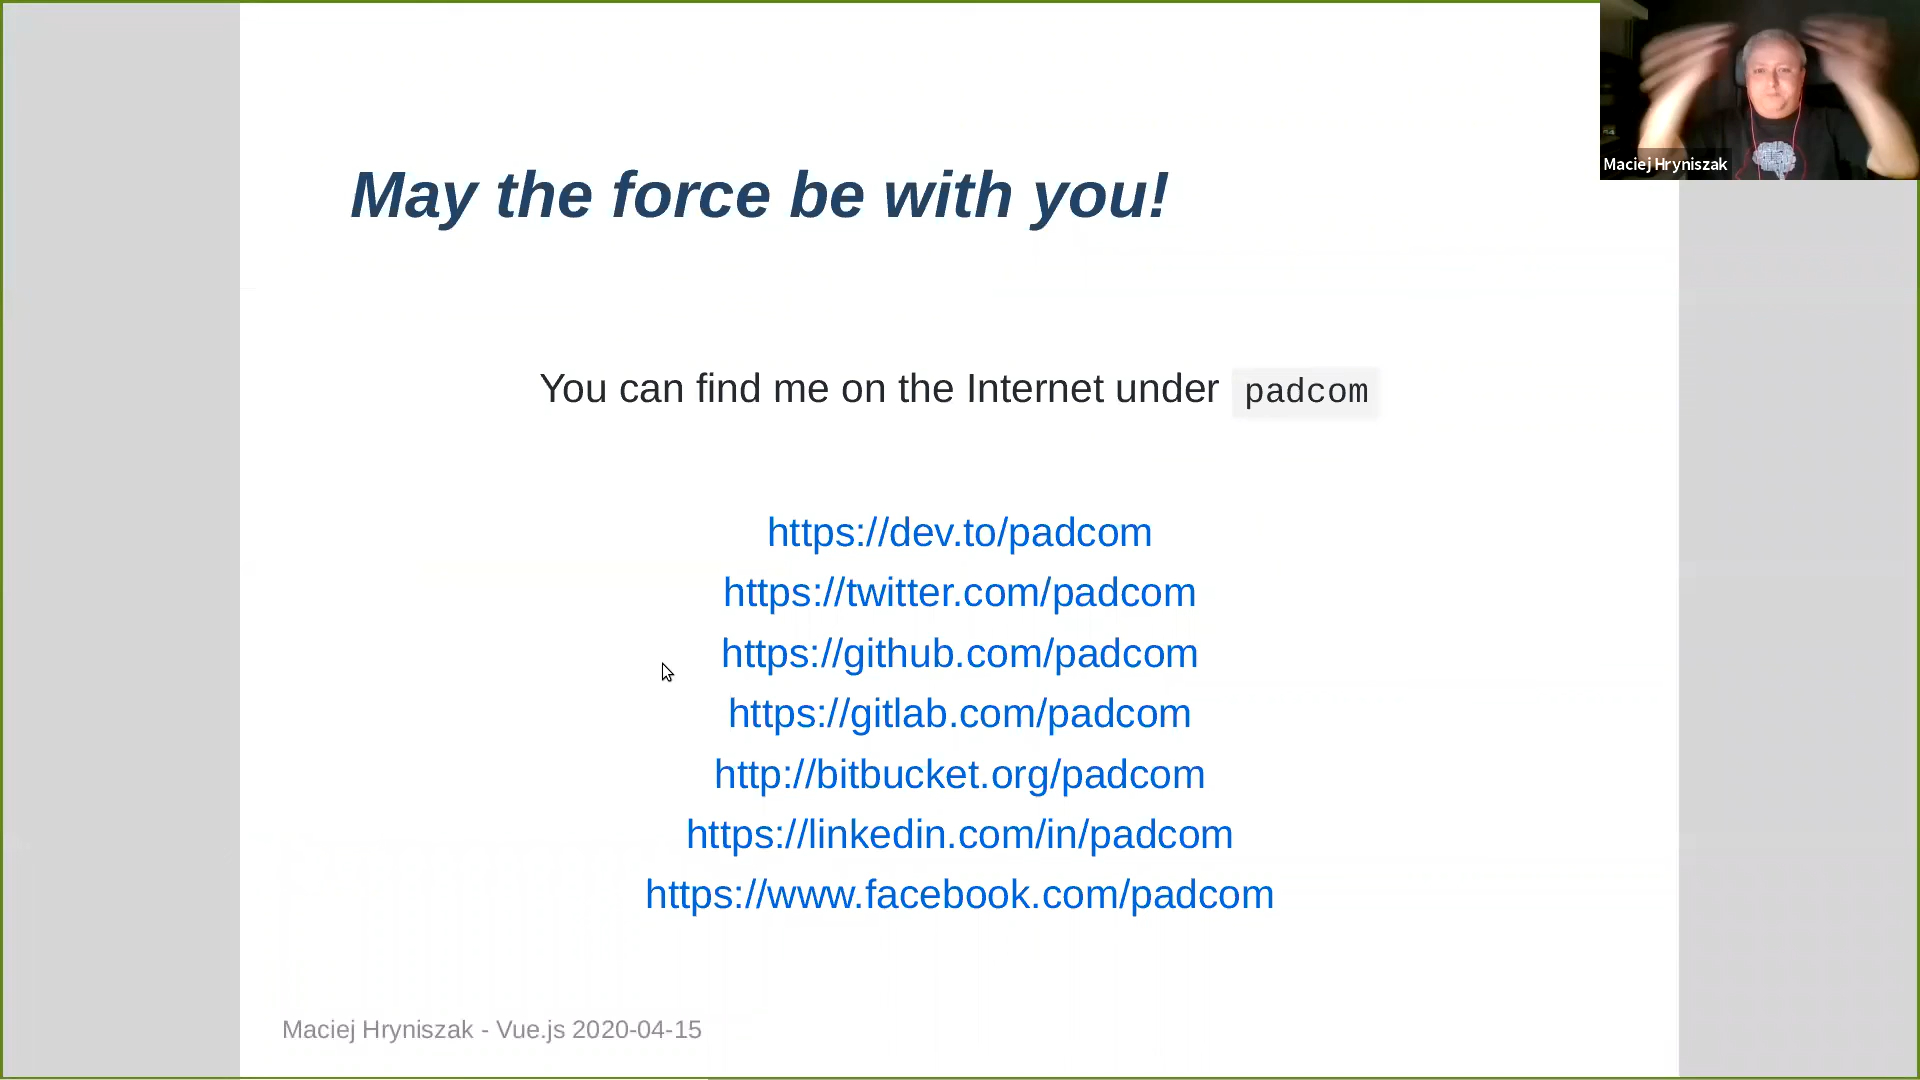 May the force be with you!
Maciej Hryniszak
You can find me on the Internet under padcom
https://dev.to/padcom
https://twitter.com/padcom
https://github.com/padcom
https://gitlab.com/padcom
http://bitbucket.org/padcom
https://linkedin.com/in/padcom
https://www.facebook.com/padcom
Maciej Hryniszak - Vue.js 2020-04-15